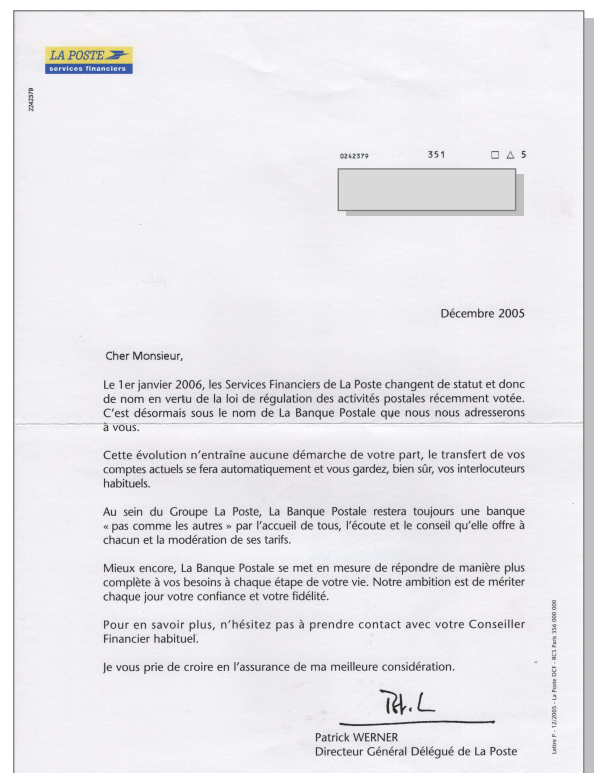 LA POSTE
services financiers
2242379
0242379 351 □ △ 5
Décembre 2005
Cher Monsieur,
Le 1er janvier 2006, les Services Financiers de La Poste changent de statut et donc
de nom en vertu de la loi de régulation des activités postales récemment votée.
C’est désormais sous le nom de La Banque Postale que nous nous adresserons
à vous.
Cette évolution n’entraîne aucune démarche de votre part, le transfert de vos
comptes actuels se fera automatiquement et vous gardez, bien sûr, vos interlocuteurs
habituels.
Au sein du Groupe La Poste, La Banque Postale restera toujours une banque
« pas comme les autres » par l’accueil de tous, l’écoute et le conseil qu’elle offre à
chacun et la modération de ses tarifs.
Mieux encore, La Banque Postale se met en mesure de répondre de manière plus
complète à vos besoins à chaque étape de votre vie. Notre ambition est de mériter
chaque jour votre confiance et votre fidélité.
Pour en savoir plus, n’hésitez pas à prendre contact avec votre Conseiller
Financier habituel.
Je vous prie de croire en l’assurance de ma meilleure considération.
Patrick WERNER
Directeur Général Délégué de La Poste
Lettre P - 12/2005 - La Poste DCF - RCS Paris 356 000 000